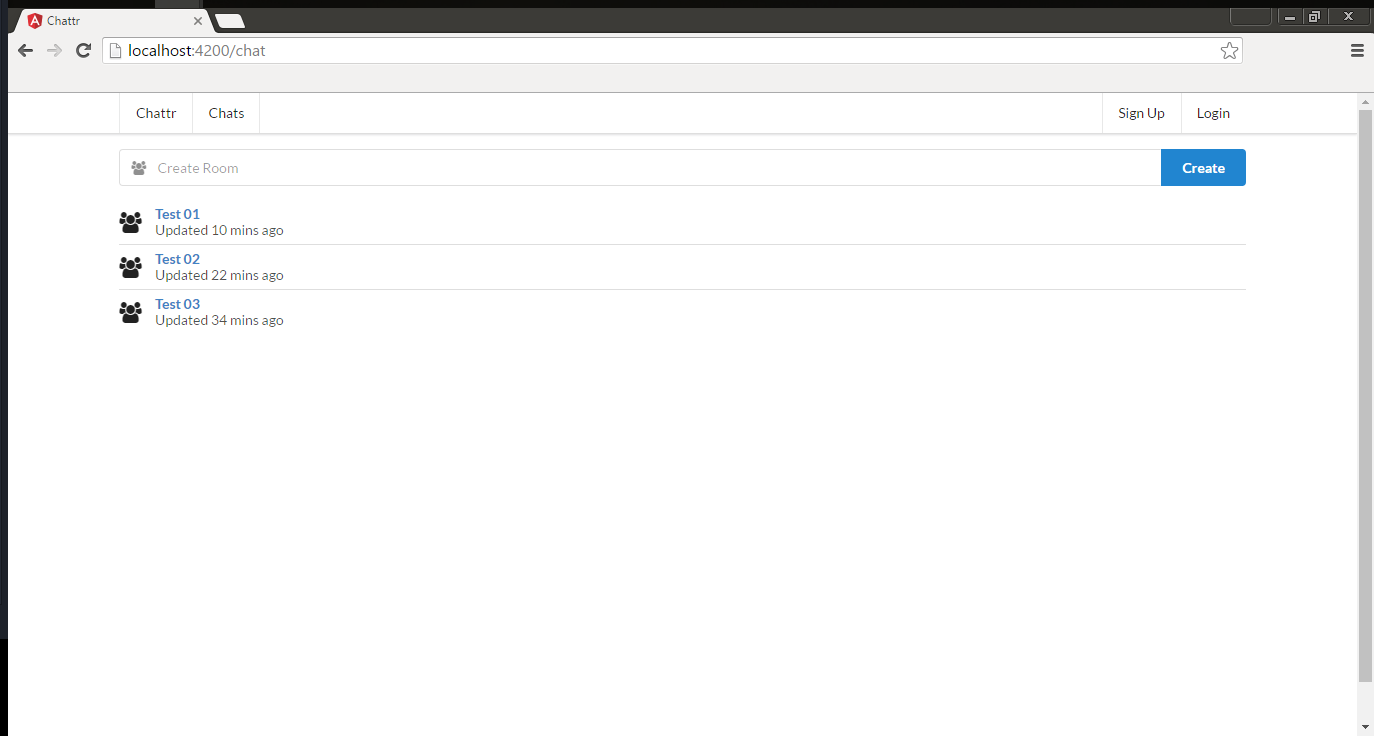 Chattr
localhost:4200/chat
Chattr Chats Sign Up Login
Create Room Create
Test 01
Updated 10 mins ago
Test 02
Updated 22 mins ago
Test 03
Updated 34 mins ago